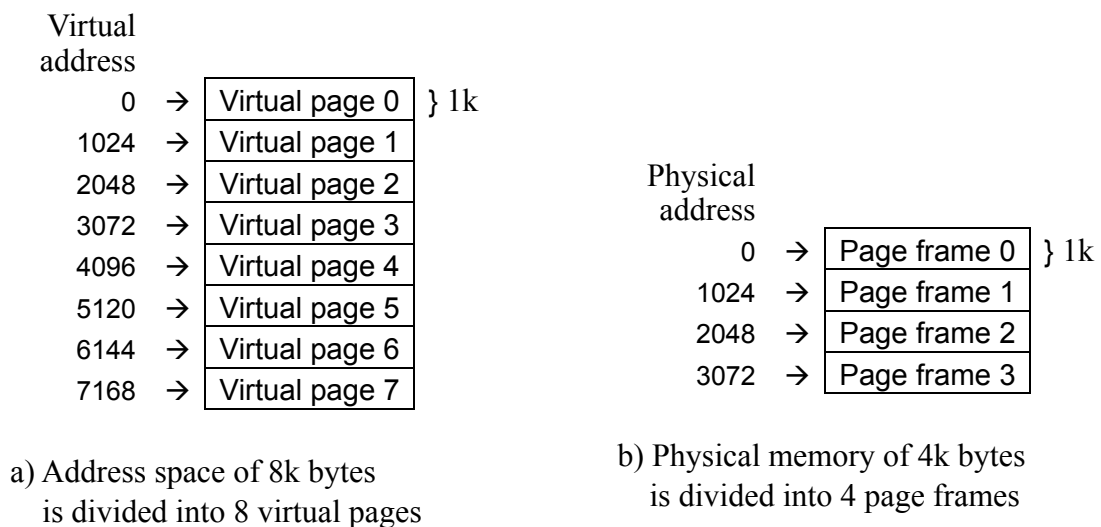 Virtual
address
0 → Virtual page 0 } 1k
1024 → Virtual page 1
2048 → Virtual page 2
3072 → Virtual page 3
4096 → Virtual page 4
5120 → Virtual page 5
6144 → Virtual page 6
7168 → Virtual page 7
a) Address space of 8k bytes
is divided into 8 virtual pages
Physical
address
0 → Page frame 0 } 1k
1024 → Page frame 1
2048 → Page frame 2
3072 → Page frame 3
b) Physical memory of 4k bytes
is divided into 4 page frames